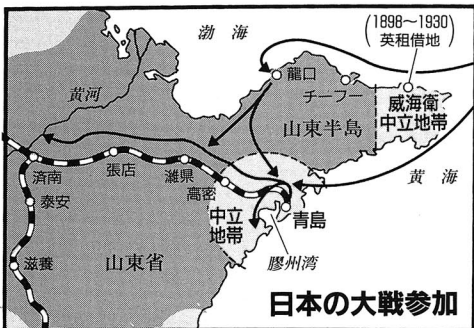 (1898〜1930)
英租借地
渤海
龍口
チーフー
威海衛
中立地帯
黄河
山東半島
黄海
済南
張店
濰県
高密
泰安
中立
地帯
青島
滋養
山東省
膠州湾
日本の大戦参加